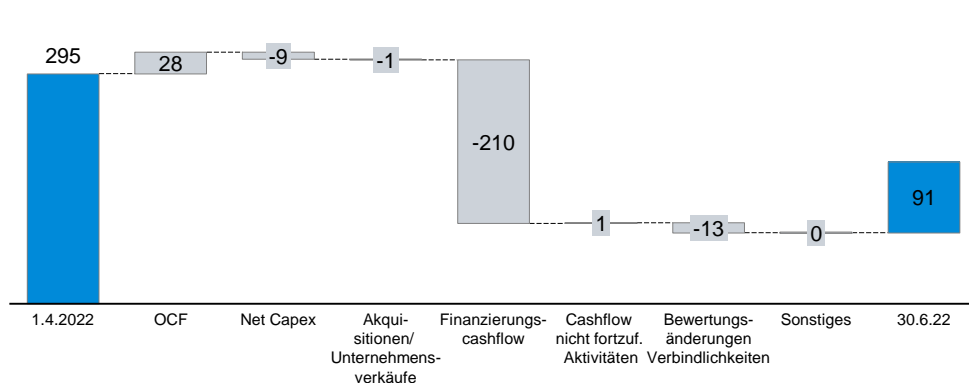 295
28
-9
-1
-210
1
-13
0
91
1.4.2022
OCF
Net Capex
Akqui-
sitionen/
Unternehmens-
verkäufe
Finanzierungs-
cashflow
Cashflow
nicht fortzuf.
Aktivitäten
Bewertungs-
änderungen
Verbindlichkeiten
Sonstiges
30.6.22